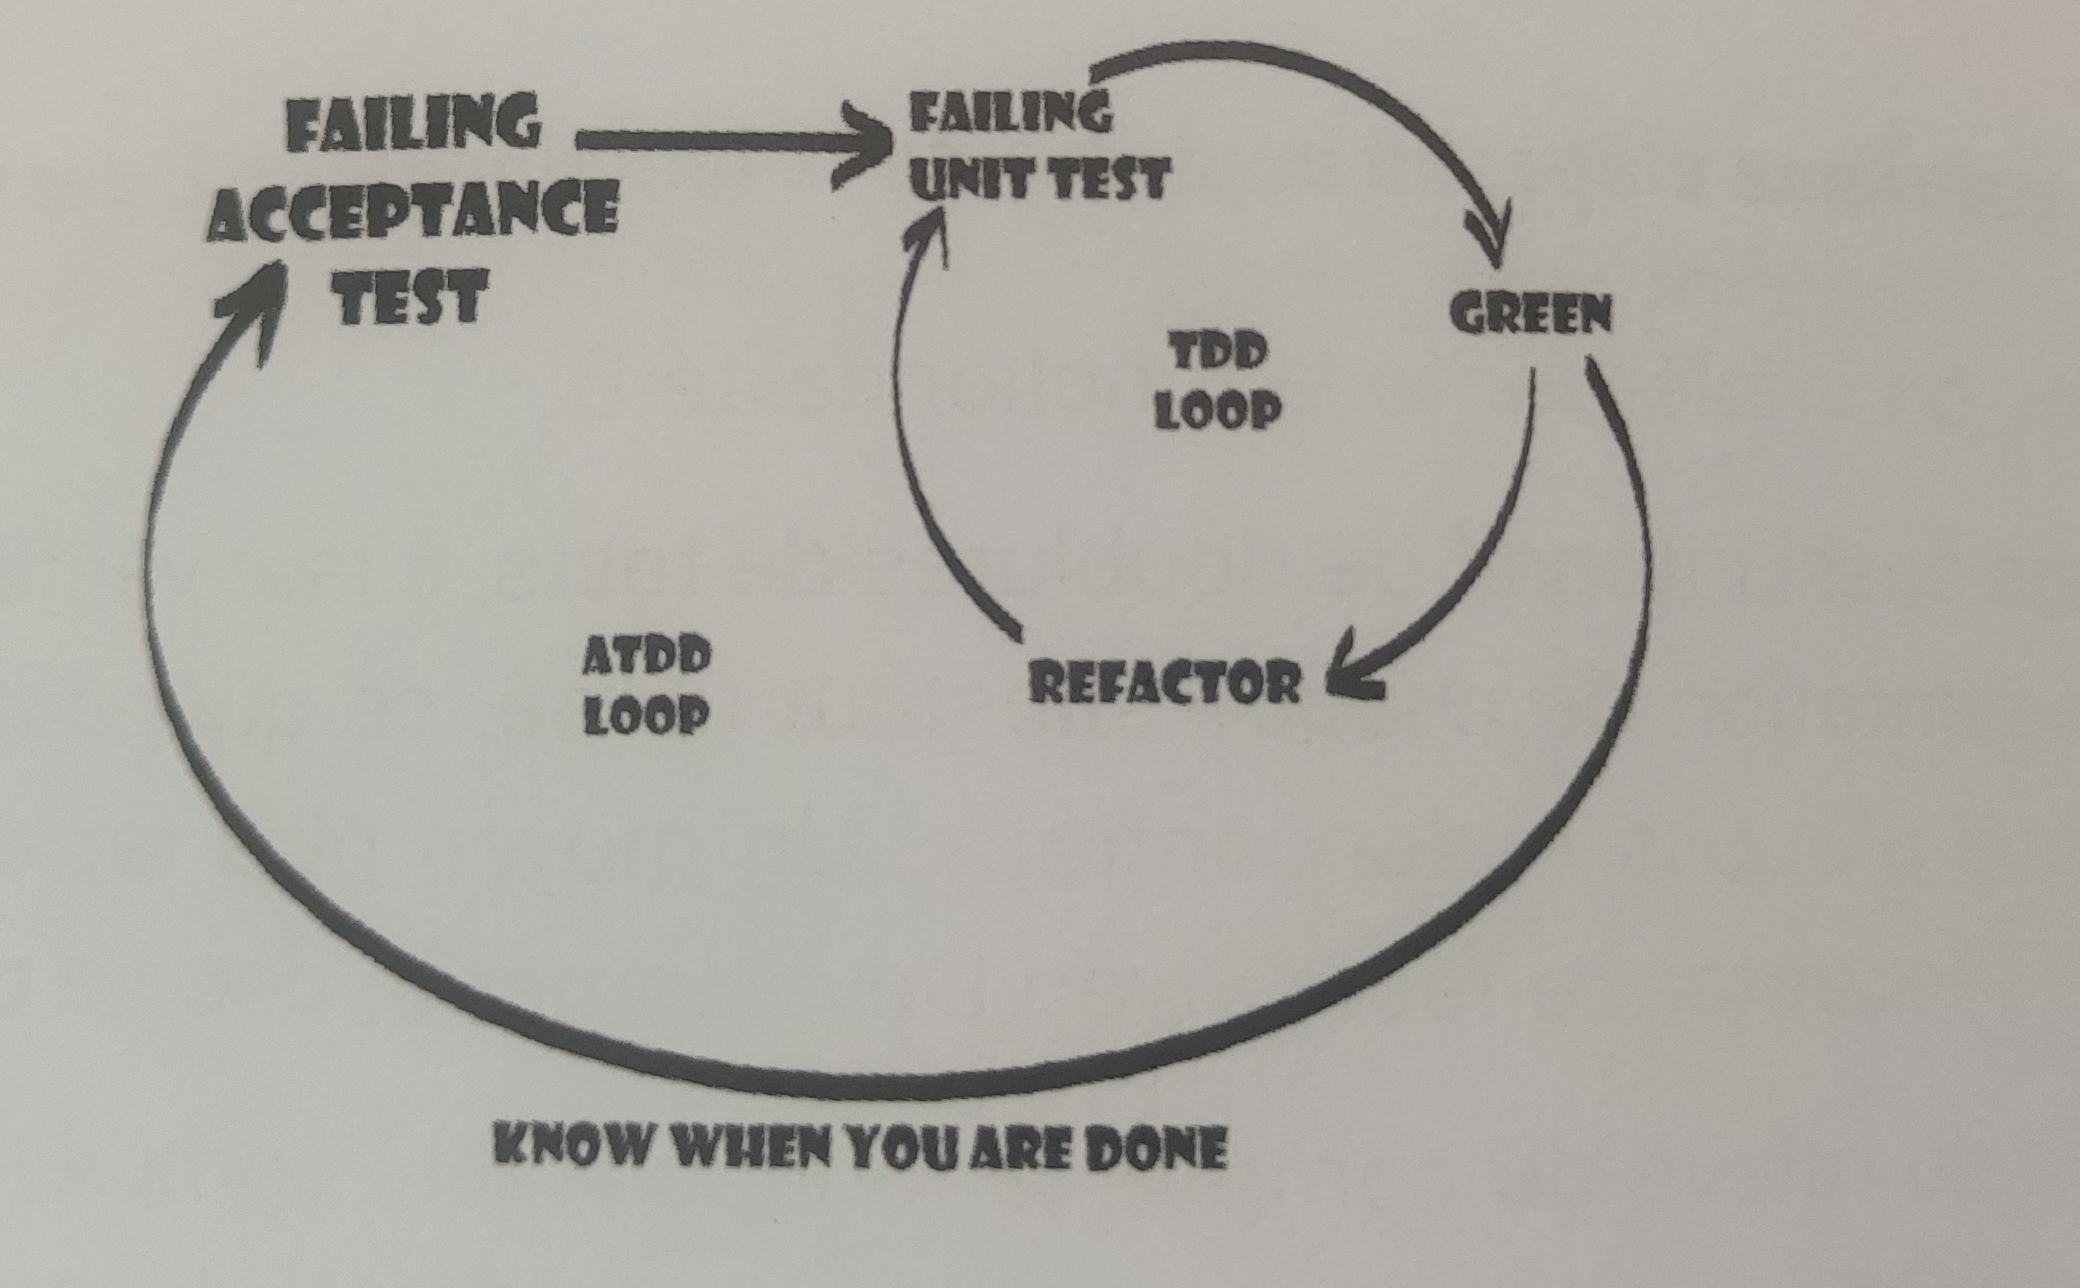 FAILING
ACCEPTANCE
TEST
FAILING
UNIT TEST
GREEN
TDD
LOOP
REFACTOR
ATDD
LOOP
KNOW WHEN YOU ARE DONE